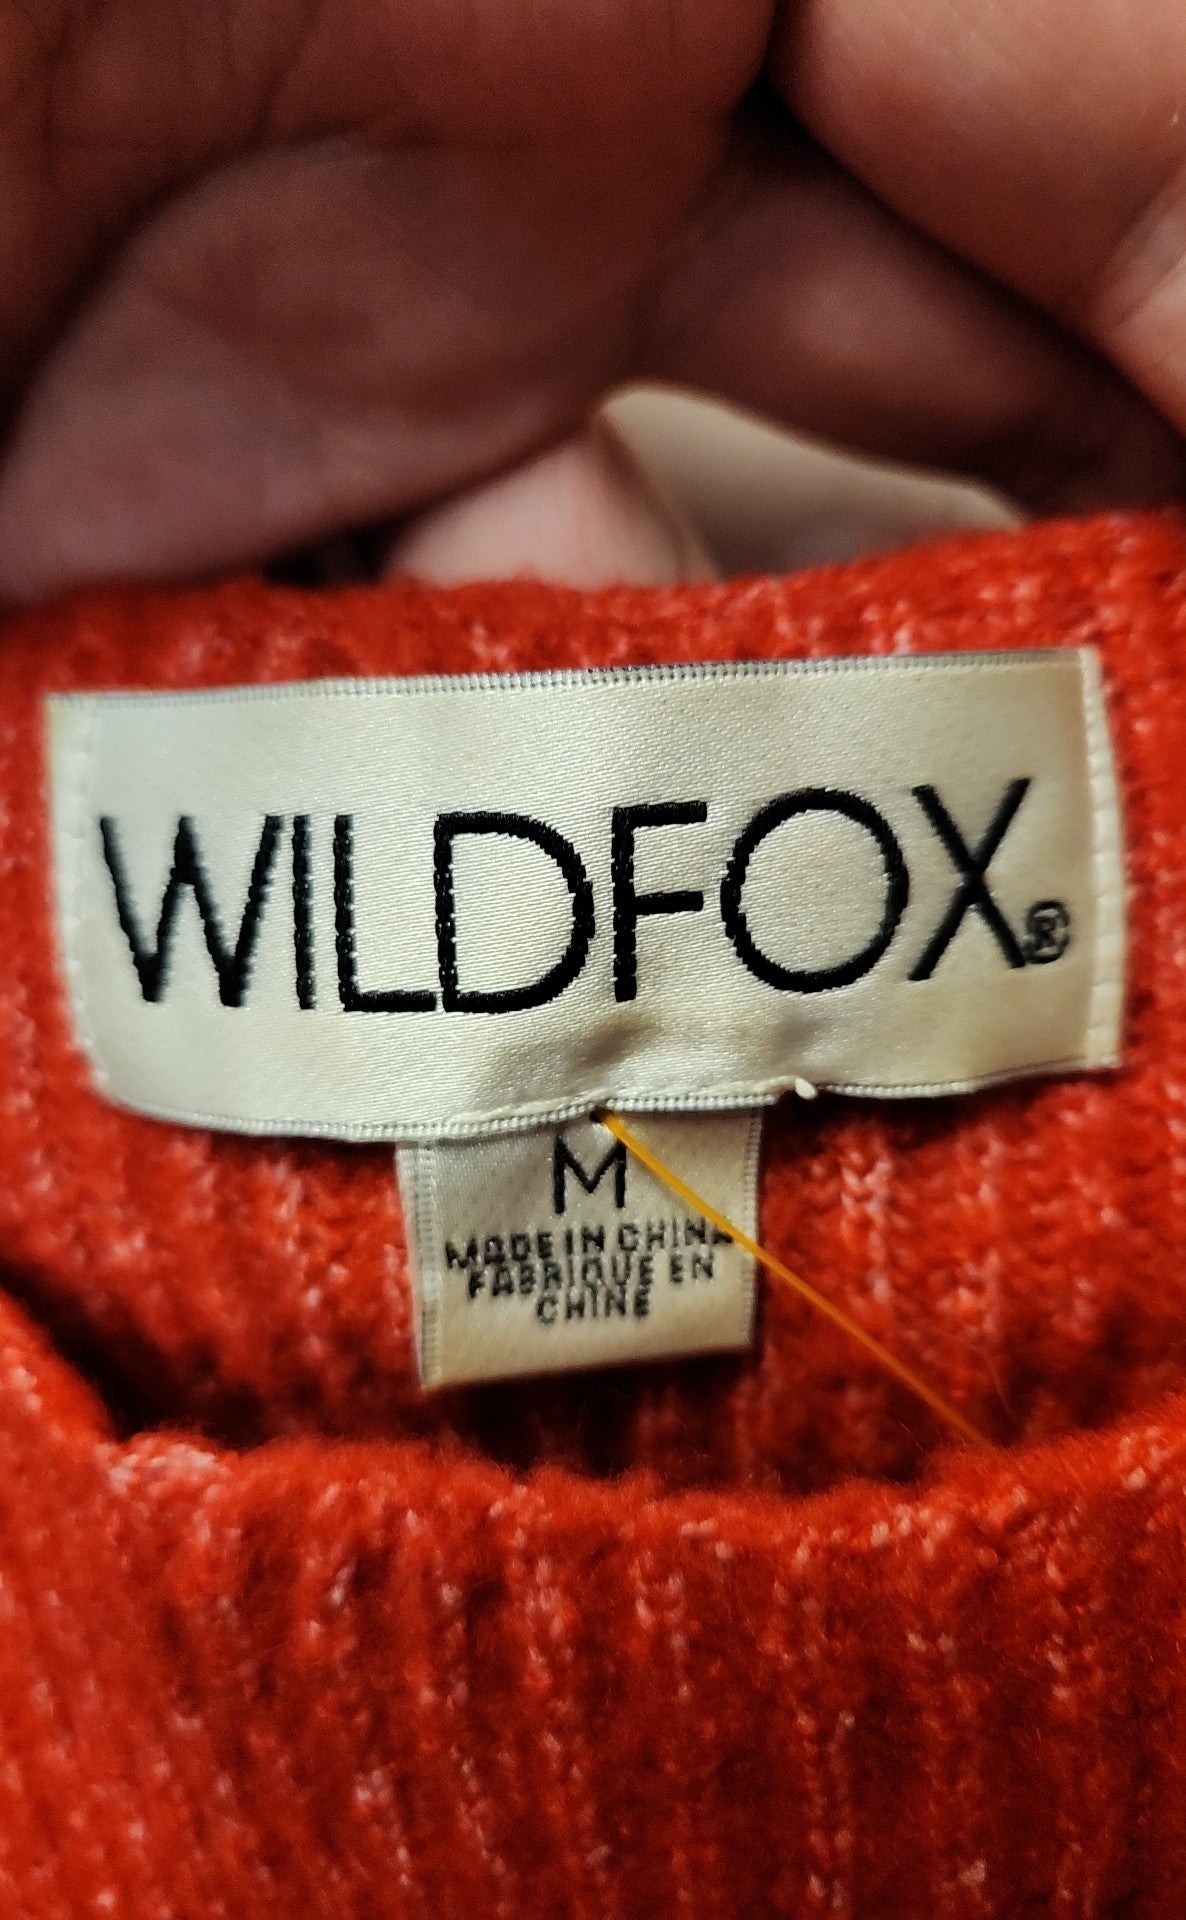 WILDFOX®
M
MADE IN CHINA
FABRIQUE EN
CHINE